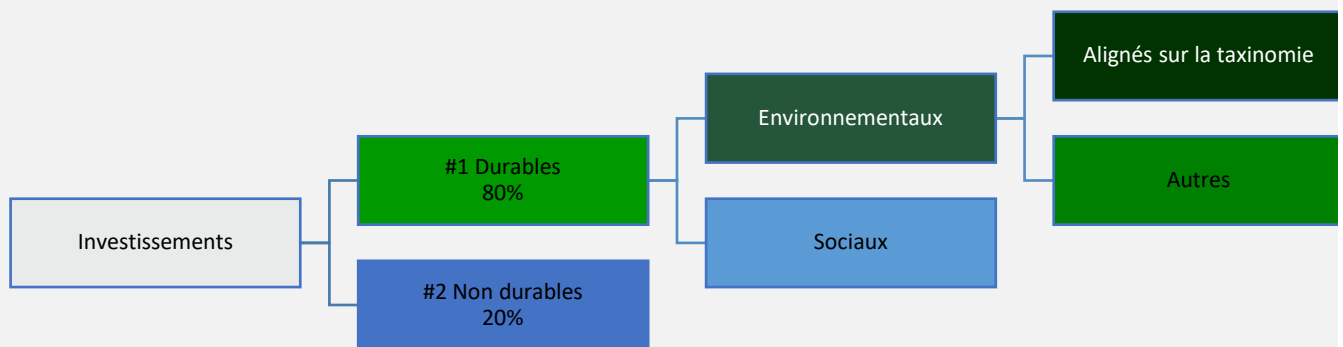 Investissements
#1 Durables
80%
#2 Non durables
20%
Environnementaux
Sociaux
Alignés sur la taxinomie
Autres